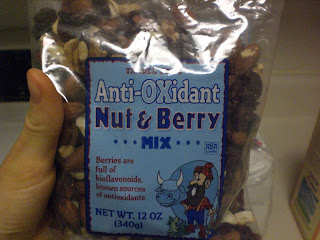 Anti-OXidant
Nut & Berry
MIX
Berries are
full of
bioflavonoids,
known sources
of antioxidants
NET WT. 12 OZ
(340g)